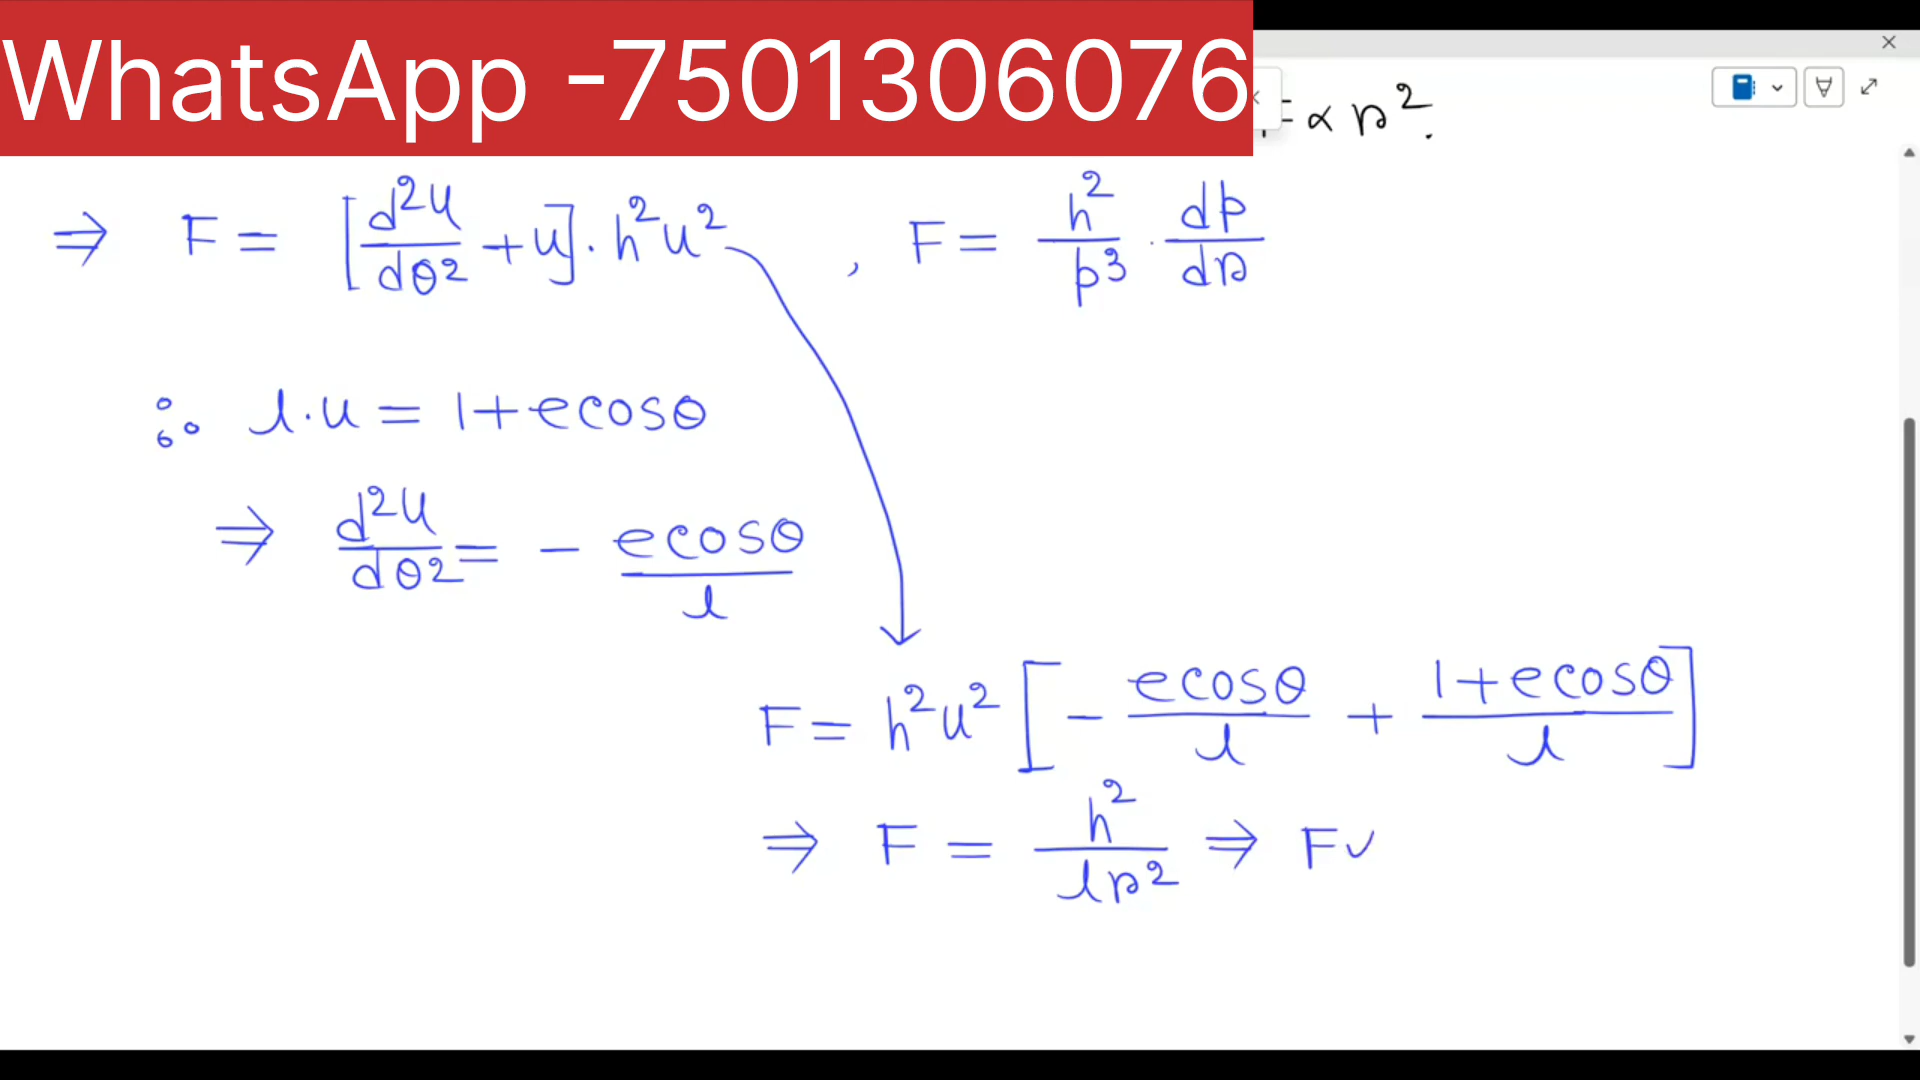 WhatsApp -7501306076
F ∝ r².
⇒ F = [d²u/dθ² + u] · h²u² , F = h²/p³ · dp/dr
∴ l·u = 1+ecosθ
⇒ d²u/dθ² = - ecosθ/l
F = h²u² [- ecosθ/l + 1+ecosθ/l]
⇒ F = h²/lr² ⇒ F